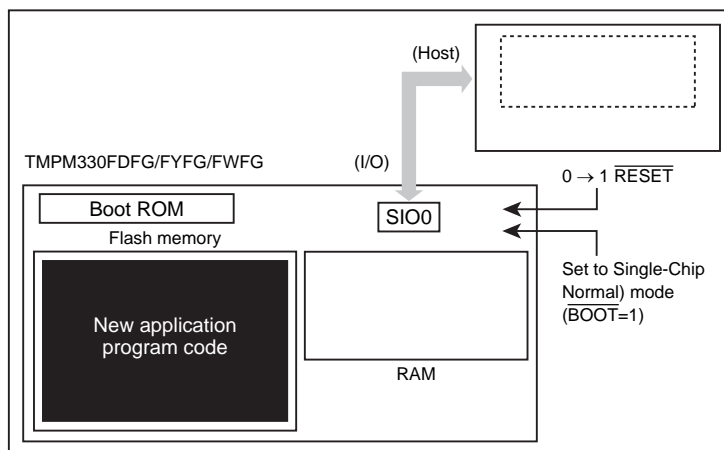 (Host)
TMPM330FDFG/FYFG/FWFG
(I/O)
0 → 1 RESET
Boot ROM
SIO0
Flash memory
Set to Single-Chip
Normal) mode
(BOOT=1)
New application
program code
RAM